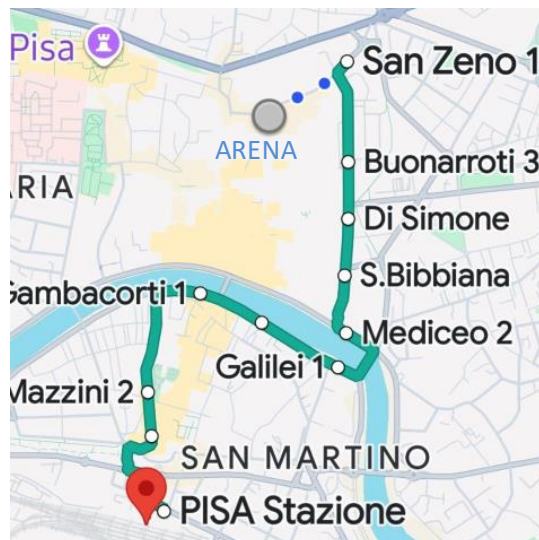 Pisa
San Zeno 1
ARENA
Buonarroti 3
ARIA
Di Simone
S.Bibbiana
Gambacorti 1
Mediceo 2
Galilei 1
Mazzini 2
SAN MARTINO
PISA Stazione